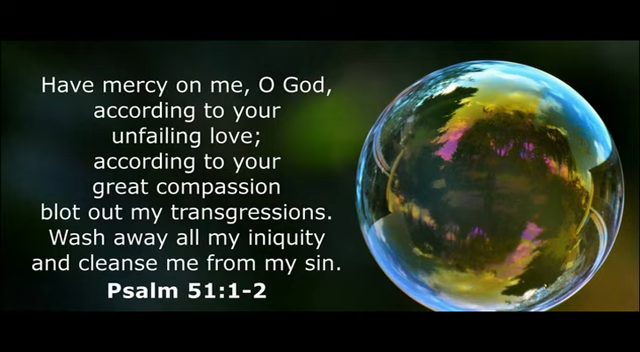 Have mercy on me, O God,
according to your
unfailing love;
according to your
great compassion
blot out my transgressions.
Wash away all my iniquity
and cleanse me from my sin.
Psalm 51:1-2